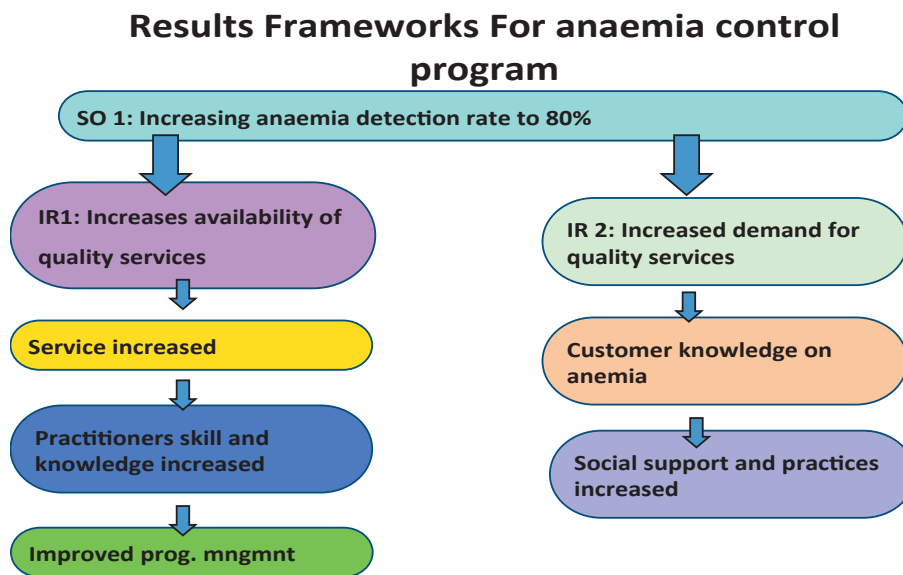 Results Frameworks For anaemia control
program
SO 1: Increasing anaemia detection rate to 80%
IR1: Increases availability of
quality services
Service increased
Practitioners skill and
knowledge increased
Improved prog. mngmnt
IR 2: Increased demand for
quality services
Customer knowledge on
anemia
Social support and practices
increased